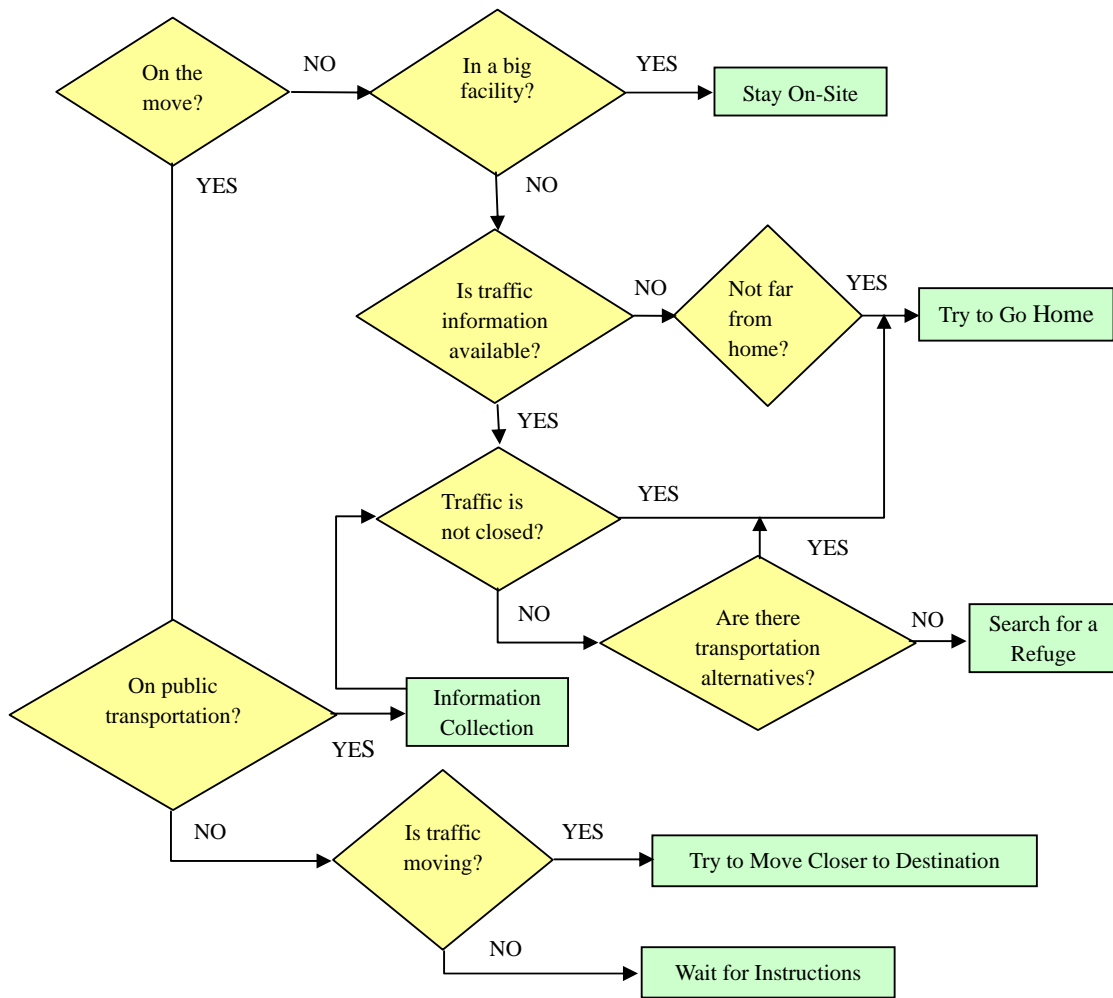 On the
move?
NO
In a big
facility?
YES
Stay On-Site
YES
NO
Is traffic
information
available?
NO
Not far
from
home?
YES
Try to Go Home
YES
Traffic is
not closed?
YES
YES
NO
Are there
transportation
alternatives?
NO
Search for a
Refuge
On public
transportation?
YES
Information
Collection
NO
Is traffic
moving?
YES
Try to Move Closer to Destination
NO
Wait for Instructions